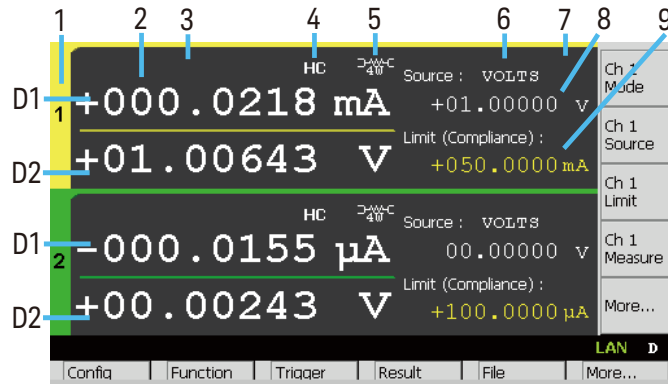 1 2 3 4 5 6 7 8 9
HC 4W Source : VOLTS Ch 1 Mode
D1 +000.0218 mA +01.00000 V
1
Limit (Compliance) : Ch 1 Source
D2 +01.00643 V +050.0000 mA
Ch 1 Limit
HC 4W Source : VOLTS
D1 -000.0155 µA 00.00000 V Ch 1 Measure
2
Limit (Compliance) :
D2 +00.00243 V +100.0000 µA More...
LAN D
Config Function Trigger Result File More...